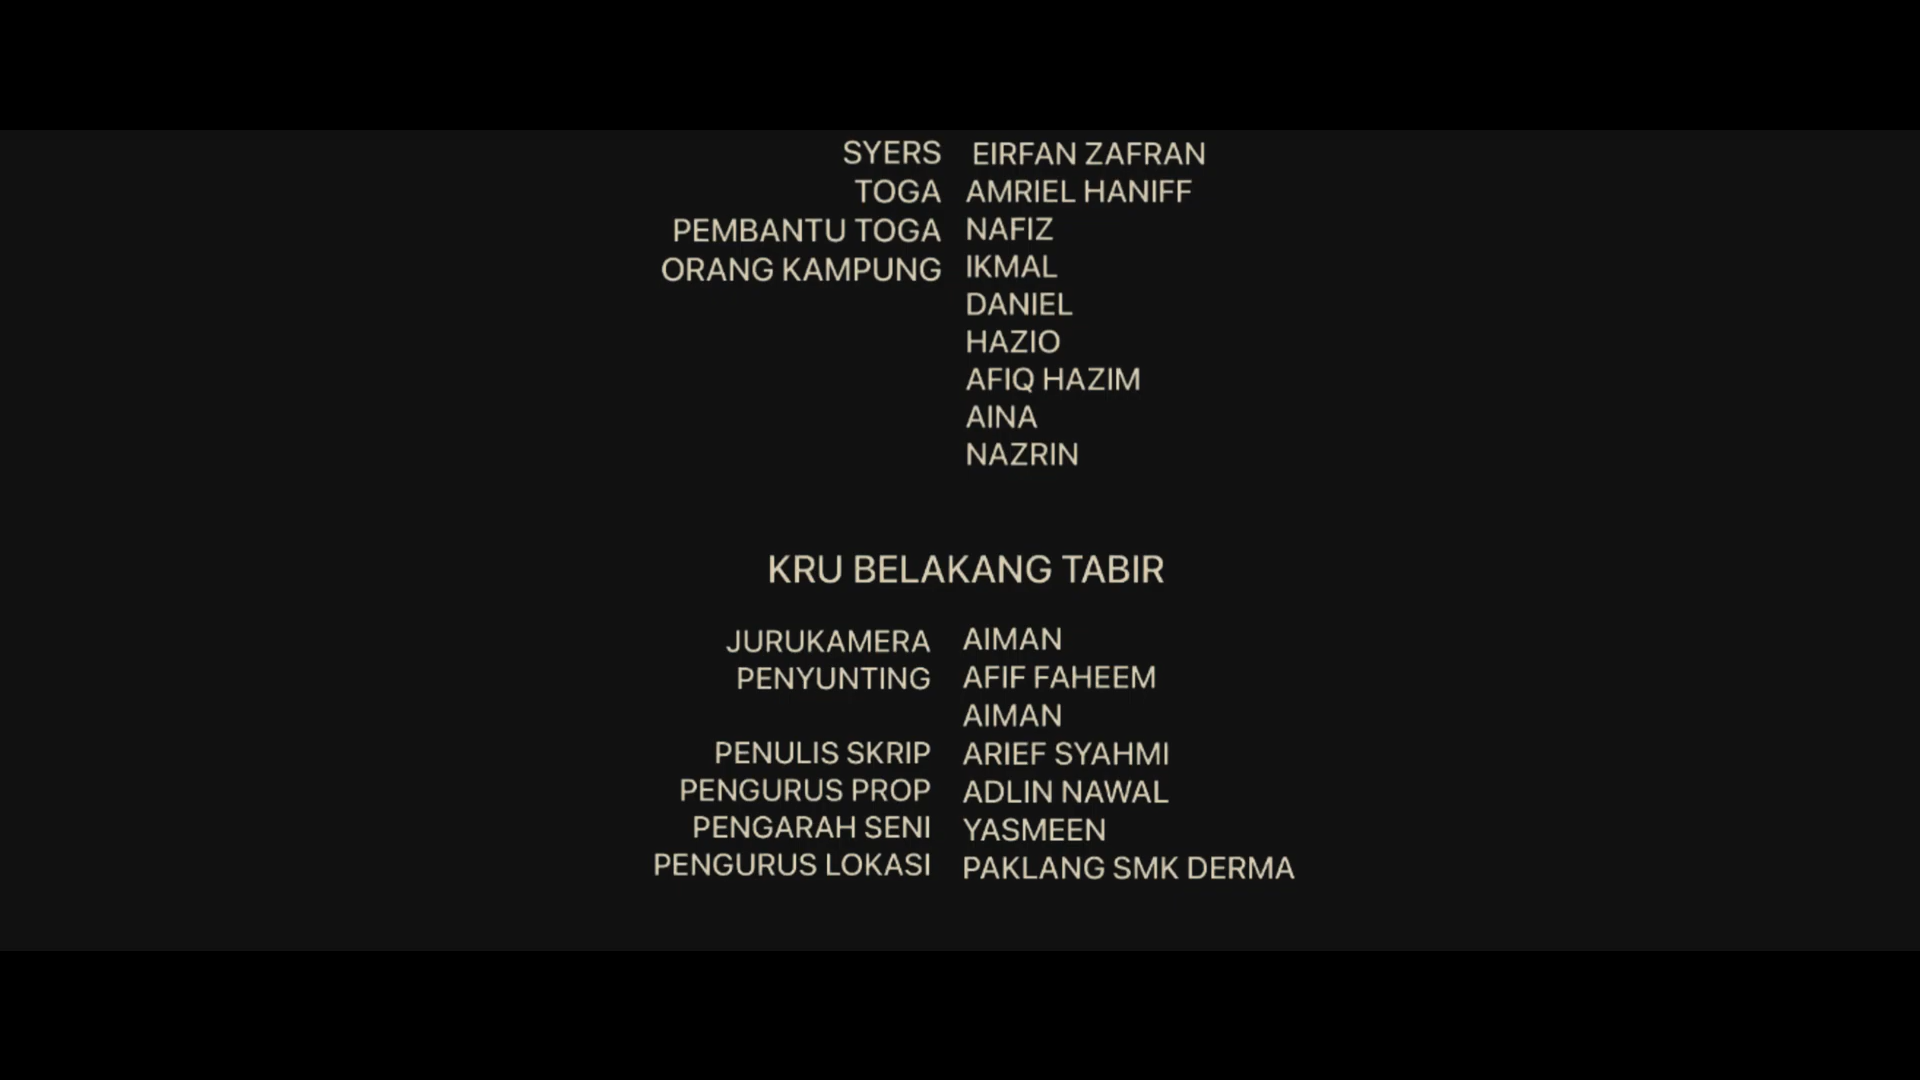 SYERS EIRFAN ZAFRAN
TOGA AMRIEL HANIFF
PEMBANTU TOGA NAFIZ
ORANG KAMPUNG IKMAL
DANIEL
HAZIO
AFIQ HAZIM
AINA
NAZRIN
KRU BELAKANG TABIR
JURUKAMERA AIMAN
PENYUNTING AFIF FAHEEM
AIMAN
PENULIS SKRIP ARIEF SYAHMI
PENGURUS PROP ADLIN NAWAL
PENGARAH SENI YASMEEN
PENGURUS LOKASI PAKLANG SMK DERMA